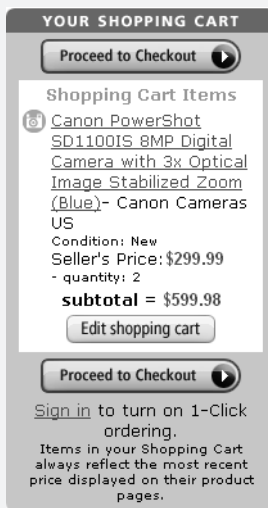 YOUR SHOPPING CART
Proceed to Checkout
Shopping Cart Items
Canon PowerShot
SD1100IS 8MP Digital
Camera with 3x Optical
Image Stabilized Zoom
(Blue)- Canon Cameras
US
Condition: New
Seller's Price: $299.99
- quantity: 2
subtotal = $599.98
Edit shopping cart
Proceed to Checkout
Sign in to turn on 1-Click
ordering.
Items in your Shopping Cart
always reflect the most recent
price displayed on their product
pages.